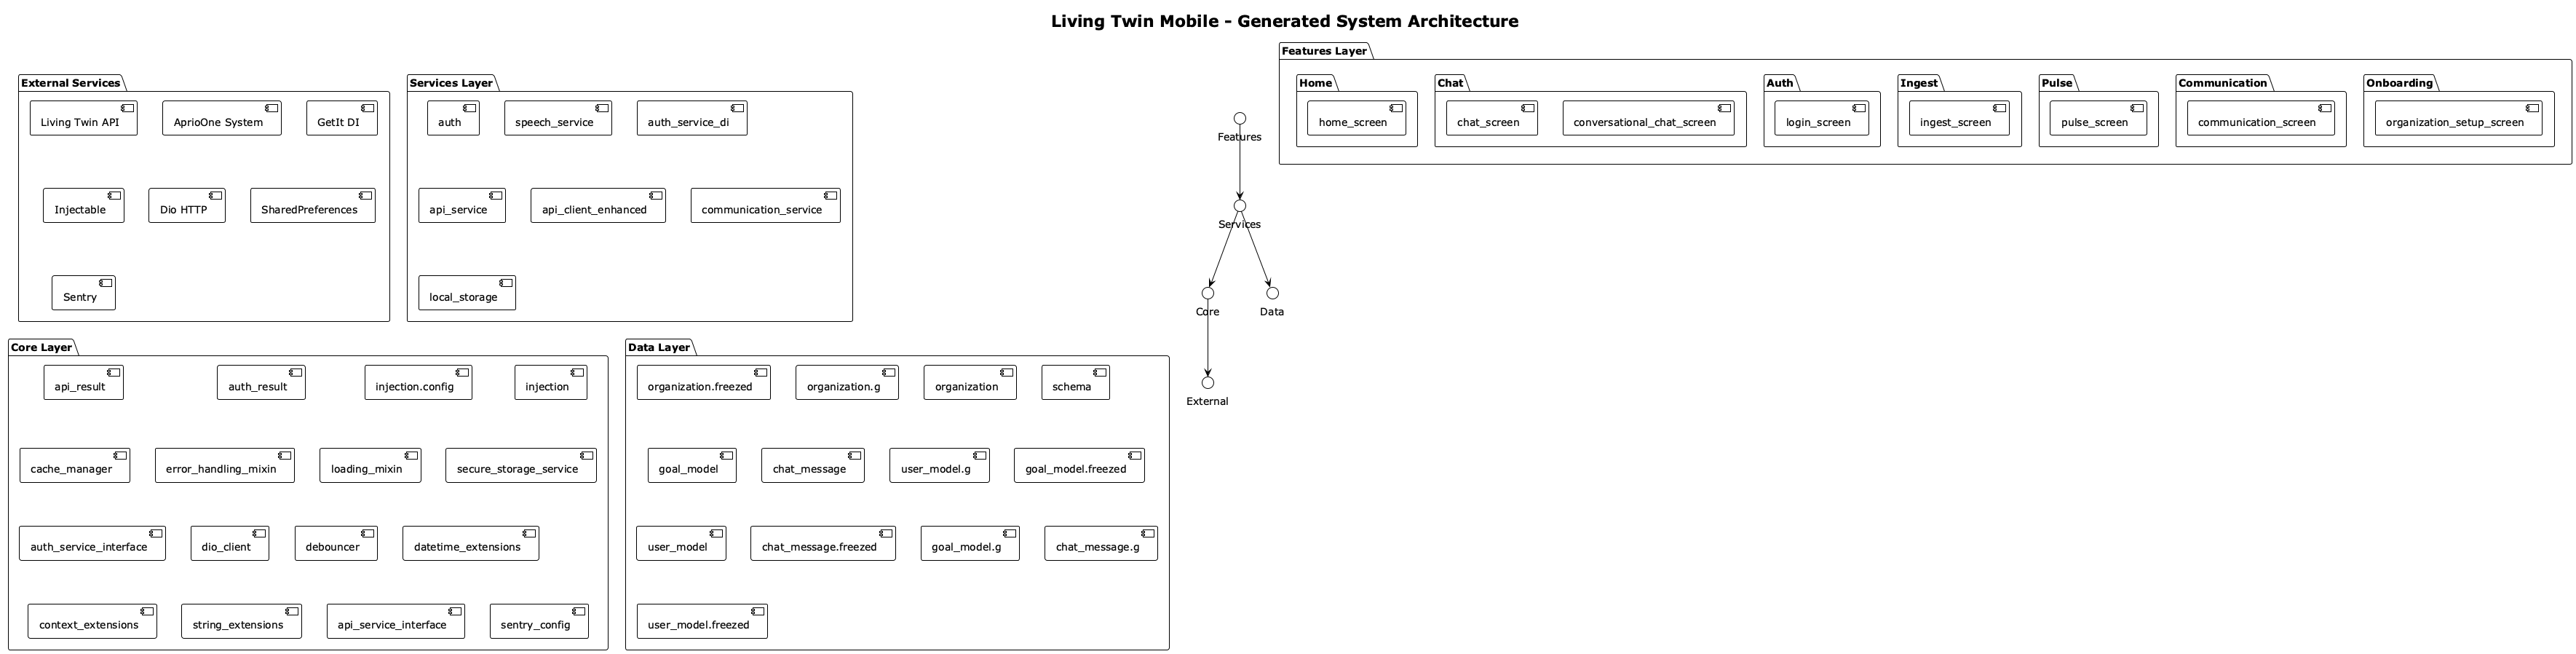 Living Twin Mobile - Generated System Architecture
External Services
Living Twin API
AprioOne System
GetIt DI
Injectable
Dio HTTP
SharedPreferences
Sentry
Services Layer
auth
speech_service
auth_service_di
api_service
api_client_enhanced
communication_service
local_storage
Features
Services
Core
Data
External
Features Layer
Home
home_screen
Chat
chat_screen
conversational_chat_screen
Auth
login_screen
Ingest
ingest_screen
Pulse
pulse_screen
Communication
communication_screen
Onboarding
organization_setup_screen
Core Layer
api_result
auth_result
injection.config
injection
cache_manager
error_handling_mixin
loading_mixin
secure_storage_service
auth_service_interface
dio_client
debouncer
datetime_extensions
context_extensions
string_extensions
api_service_interface
sentry_config
Data Layer
organization.freezed
organization.g
organization
schema
goal_model
chat_message
user_model.g
goal_model.freezed
user_model
chat_message.freezed
goal_model.g
chat_message.g
user_model.freezed